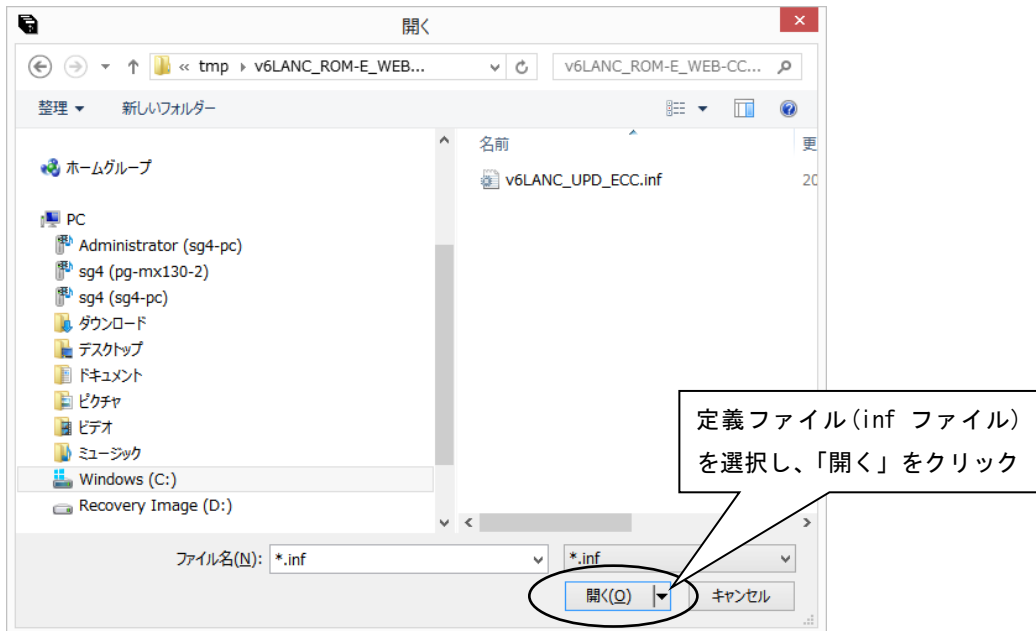 開く
« tmp › v6LANC_ROM-E_WEB...
v6LANC_ROM-E_WEB-CC...
整理
新しいフォルダー
名前
更
ホームグループ
v6LANC_UPD_ECC.inf
20
PC
Administrator (sg4-pc)
sg4 (pg-mx130-2)
sg4 (sg4-pc)
ダウンロード
デスクトップ
ドキュメント
ピクチャ
ビデオ
ミュージック
Windows (C:)
Recovery Image (D:)
定義ファイル(inf ファイル)
を選択し、「開く」をクリック
ファイル名(N):
*.inf
*.inf
開く(O)
キャンセル